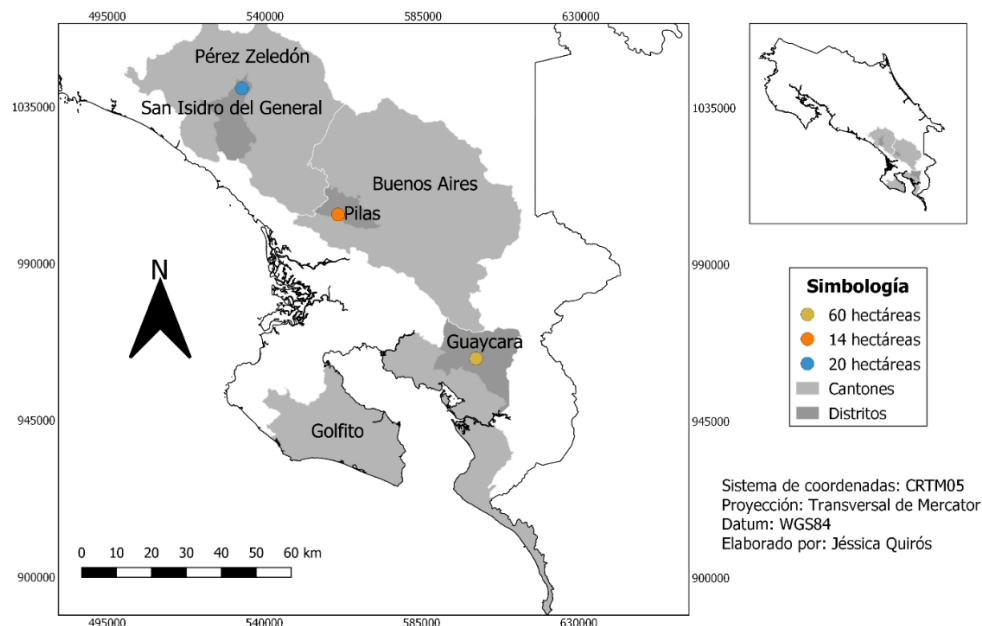 495000 540000 585000 630000
Pérez Zeledón
1035000
San Isidro del General
1035000
Buenos Aires
Pilas
990000
990000
N
Simbología
60 hectáreas
14 hectáreas
20 hectáreas
Cantones
Distritos
Guaycara
945000
945000
Golfito
Sistema de coordenadas: CRTM05
Proyección: Transversal de Mercator
Datum: WGS84
Elaborado por: Jéssica Quirós
0 10 20 30 40 50 60 km
900000
900000
495000 540000 585000 630000